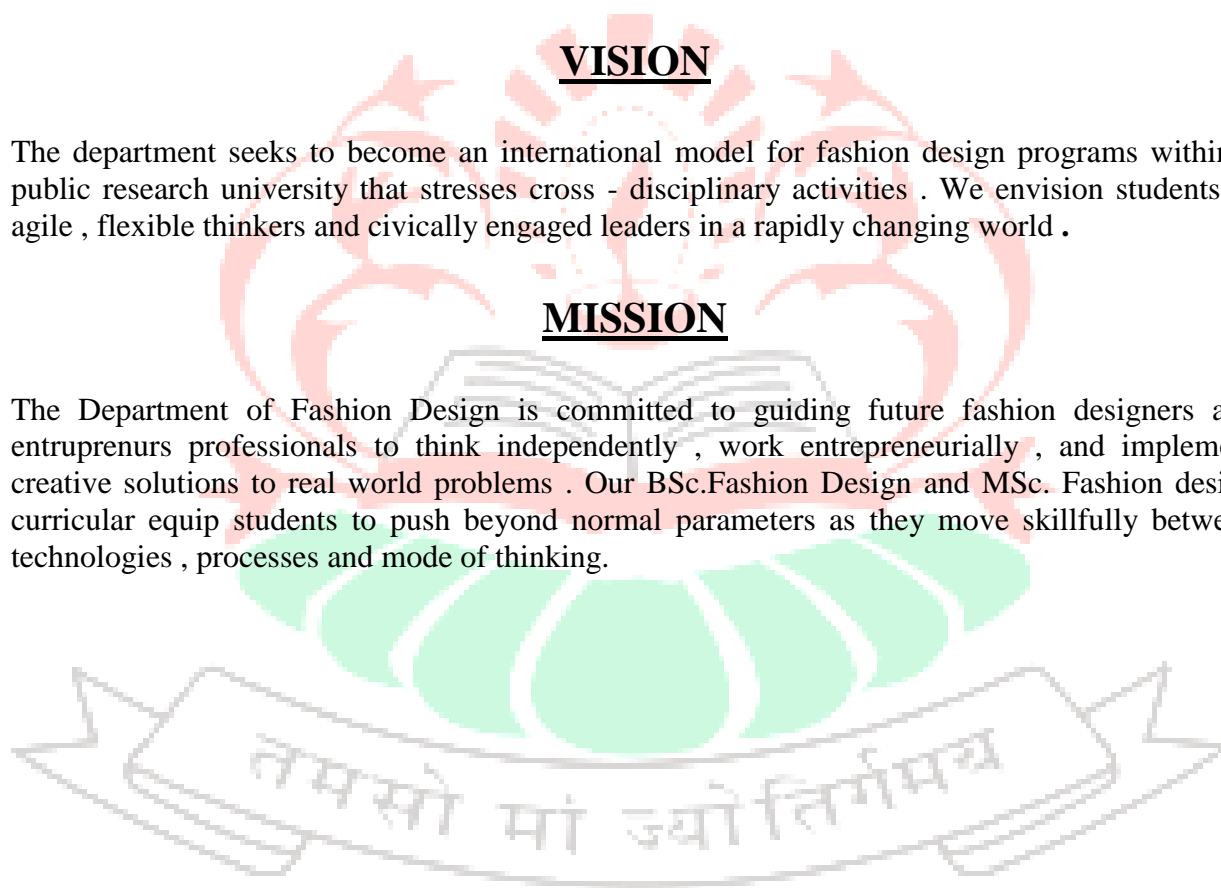 VISION
The department seeks to become an international model for fashion design programs within
public research university that stresses cross - disciplinary activities . We envision students
agile , flexible thinkers and civically engaged leaders in a rapidly changing world .
MISSION
The Department of Fashion Design is committed to guiding future fashion designers a
entruprenurs professionals to think independently , work entrepreneurially , and impleme
creative solutions to real world problems . Our BSc.Fashion Design and MSc. Fashion desi
curricular equip students to push beyond normal parameters as they move skillfully betwe
technologies , processes and mode of thinking.
तमसो मां ज्योतिर्गमय